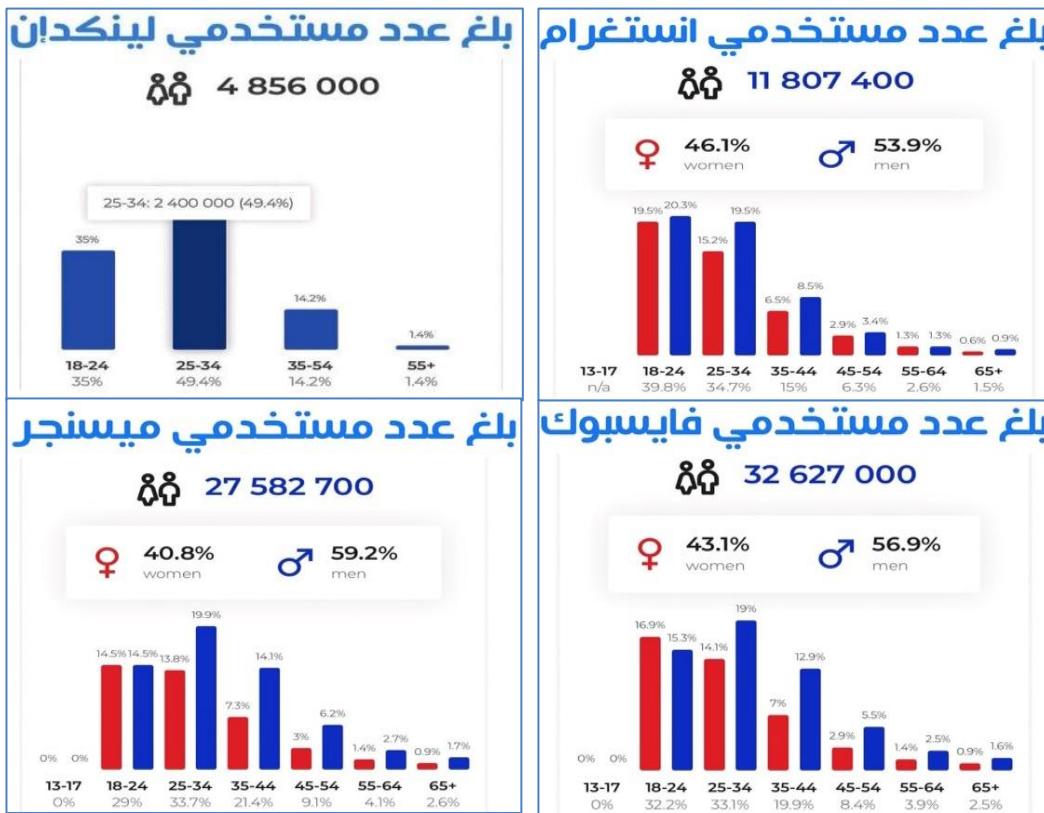 بلغ عدد مستخدمي لينكدإن
4 856 000
25-34: 2 400 000 (49.4%)
35%
14.2%
1.4%
18-24 25-34 35-54 55+
35% 49.4% 14.2% 1.4%
بلغ عدد مستخدمي انستغرام
11 807 400
46.1% 53.9%
women men
19.5% 20.3% 15.2% 19.5% 6.5% 8.5% 2.9% 3.4% 1.3% 1.3% 0.6% 0.9%
13-17 18-24 25-34 35-44 45-54 55-64 65+
n/a 39.8% 34.7% 15% 6.3% 2.6% 1.5%
بلغ عدد مستخدمي ميسنجر
27 582 700
40.8% 59.2%
women men
0% 0% 14.5% 14.5% 13.8% 19.9% 7.3% 14.1% 3% 6.2% 1.4% 2.7% 0.9% 1.7%
13-17 18-24 25-34 35-44 45-54 55-64 65+
0% 29% 33.7% 21.4% 9.1% 4.1% 2.6%
بلغ عدد مستخدمي فايسبوك
32 627 000
43.1% 56.9%
women men
0% 0% 16.9% 15.3% 14.1% 19% 7% 12.9% 2.9% 5.5% 1.4% 2.5% 0.9% 1.6%
13-17 18-24 25-34 35-44 45-54 55-64 65+
0% 32.2% 33.1% 19.9% 8.4% 3.9% 2.5%